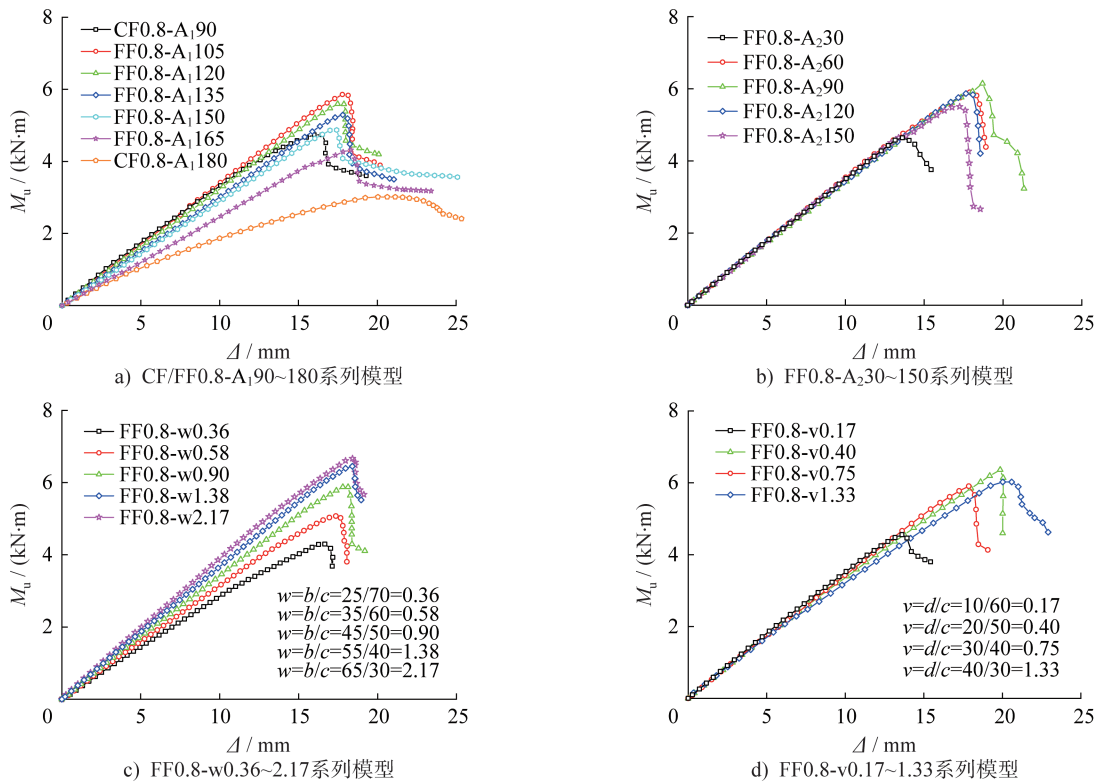 8
6
4
2
0
5
10
15
20
25
M_u / (kN·m)
Δ / mm
CF0.8-A₁90
FF0.8-A₁105
FF0.8-A₁120
FF0.8-A₁135
FF0.8-A₁150
FF0.8-A₁165
CF0.8-A₁180
a) CF/FF0.8-A₁90~180系列模型
8
6
4
2
0
5
10
15
20
25
M_u / (kN·m)
Δ / mm
FF0.8-A₂30
FF0.8-A₂60
FF0.8-A₂90
FF0.8-A₂120
FF0.8-A₂150
b) FF0.8-A₂30~150系列模型
8
6
4
2
0
5
10
15
20
25
M_u / (kN·m)
Δ / mm
FF0.8-w0.36
FF0.8-w0.58
FF0.8-w0.90
FF0.8-w1.38
FF0.8-w2.17
w=b/c=25/70=0.36
w=b/c=35/60=0.58
w=b/c=45/50=0.90
w=b/c=55/40=1.38
w=b/c=65/30=2.17
c) FF0.8-w0.36~2.17系列模型
8
6
4
2
0
5
10
15
20
25
M_u / (kN·m)
Δ / mm
FF0.8-v0.17
FF0.8-v0.40
FF0.8-v0.75
FF0.8-v1.33
v=d/c=10/60=0.17
v=d/c=20/50=0.40
v=d/c=30/40=0.75
v=d/c=40/30=1.33
d) FF0.8-v0.17~1.33系列模型